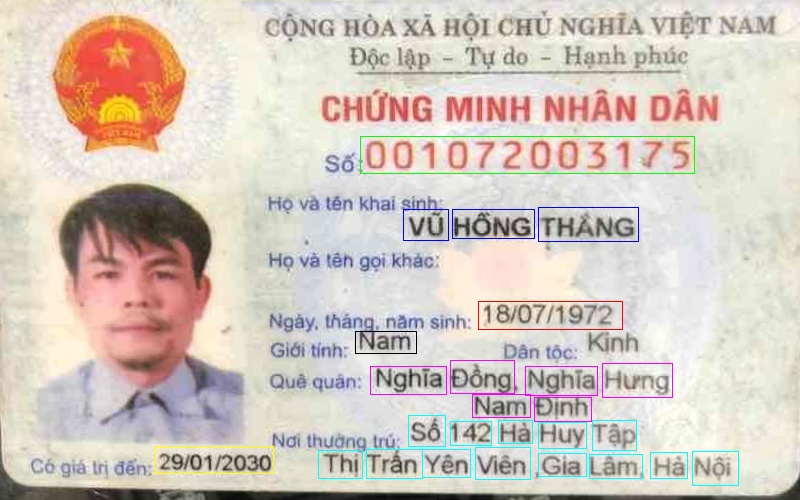 CỘNG HÒA XÃ HỘI CHỦ NGHĨA VIỆT NAM
Độc lập - Tự do - Hạnh phúc
CHỨNG MINH NHÂN DÂN
Số: 001072003175
Họ và tên khai sinh:
VŨ HỒNG THẮNG
Họ và tên gọi khác:
Ngày, tháng, năm sinh: 18/07/1972
Giới tính: Nam Dân tộc: Kinh
Quê quán: Nghĩa Đồng, Nghĩa Hưng
Nam Định
Nơi thường trú: Số 142 Hà Huy Tập
Có giá trị đến: 29/01/2030 Thị Trấn Yên Viên, Gia Lâm, Hà Nội
VIỆT NAM